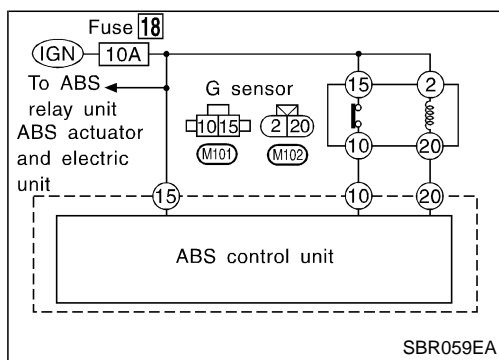 Fuse 18
IGN 10A
To ABS
relay unit
G sensor
15 2
ABS actuator
and electric
unit
10 15 2 20
M101 M102
10 20
15 10 20
ABS control unit
SBR059EA